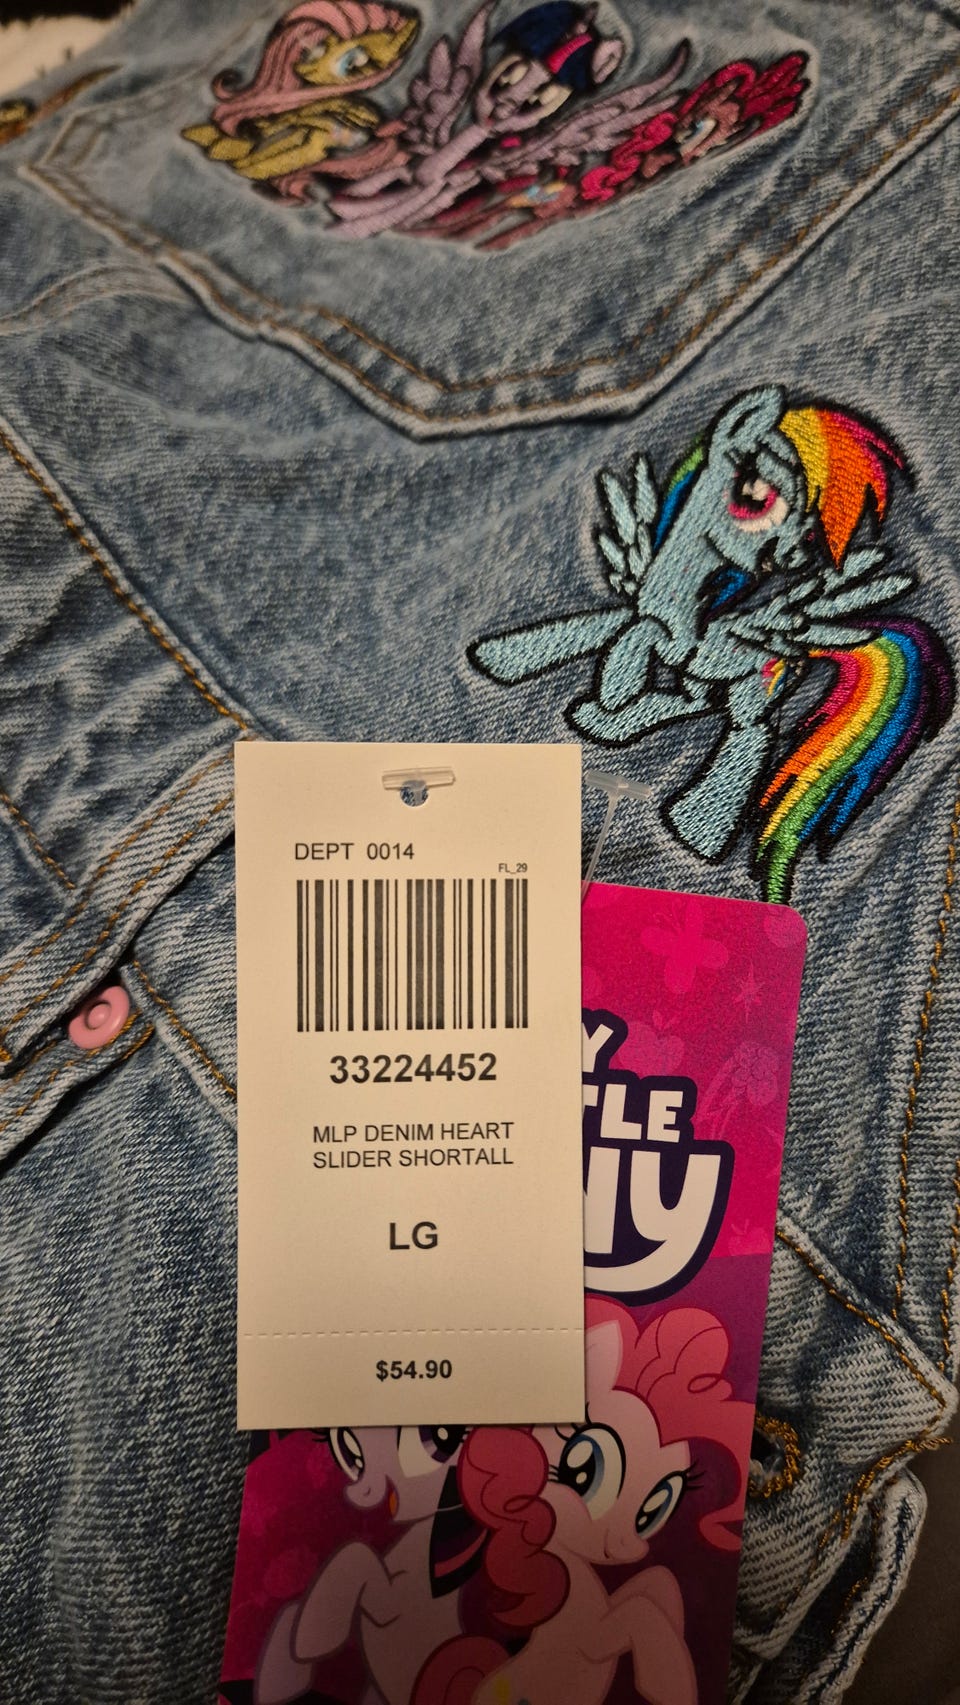 DEPT 0014
FL_29
33224452
MLP DENIM HEART
SLIDER SHORTALL
LG
$54.90